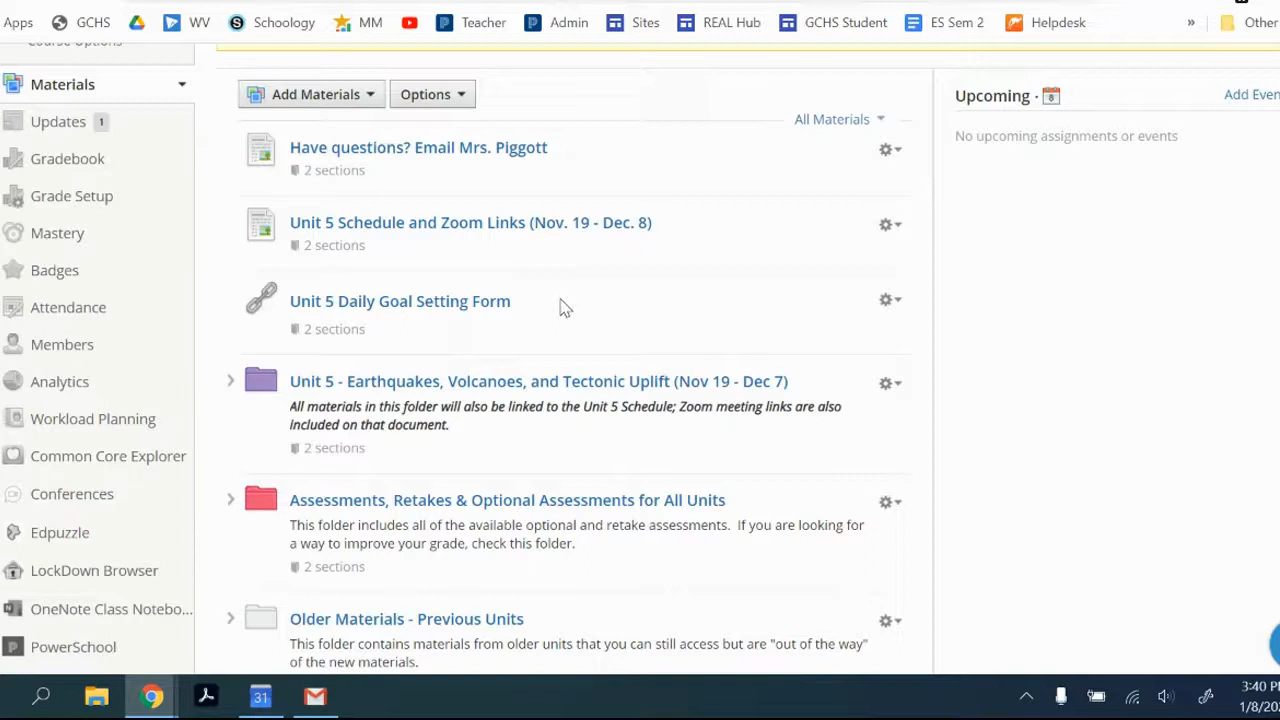 Apps GCHS WV Schoology MM Teacher Admin Sites REAL Hub GCHS Student ES Sem 2 Helpdesk » Other
Course Options
Materials
Updates 1
Gradebook
Grade Setup
Mastery
Badges
Attendance
Members
Analytics
Workload Planning
Common Core Explorer
Conferences
Edpuzzle
LockDown Browser
OneNote Class Notebo...
PowerSchool
Add Materials Options
All Materials
Have questions? Email Mrs. Piggott
2 sections
Unit 5 Schedule and Zoom Links (Nov. 19 - Dec. 8)
2 sections
Unit 5 Daily Goal Setting Form
2 sections
Unit 5 - Earthquakes, Volcanoes, and Tectonic Uplift (Nov 19 - Dec 7)
All materials in this folder will also be linked to the Unit 5 Schedule; Zoom meeting links are also
included on that document.
2 sections
Assessments, Retakes & Optional Assessments for All Units
This folder includes all of the available optional and retake assessments. If you are looking for
a way to improve your grade, check this folder.
2 sections
Older Materials - Previous Units
This folder contains materials from older units that you can still access but are "out of the way"
of the new materials.
Upcoming · 8 Add Even
No upcoming assignments or events
31
3:40 P
1/8/20